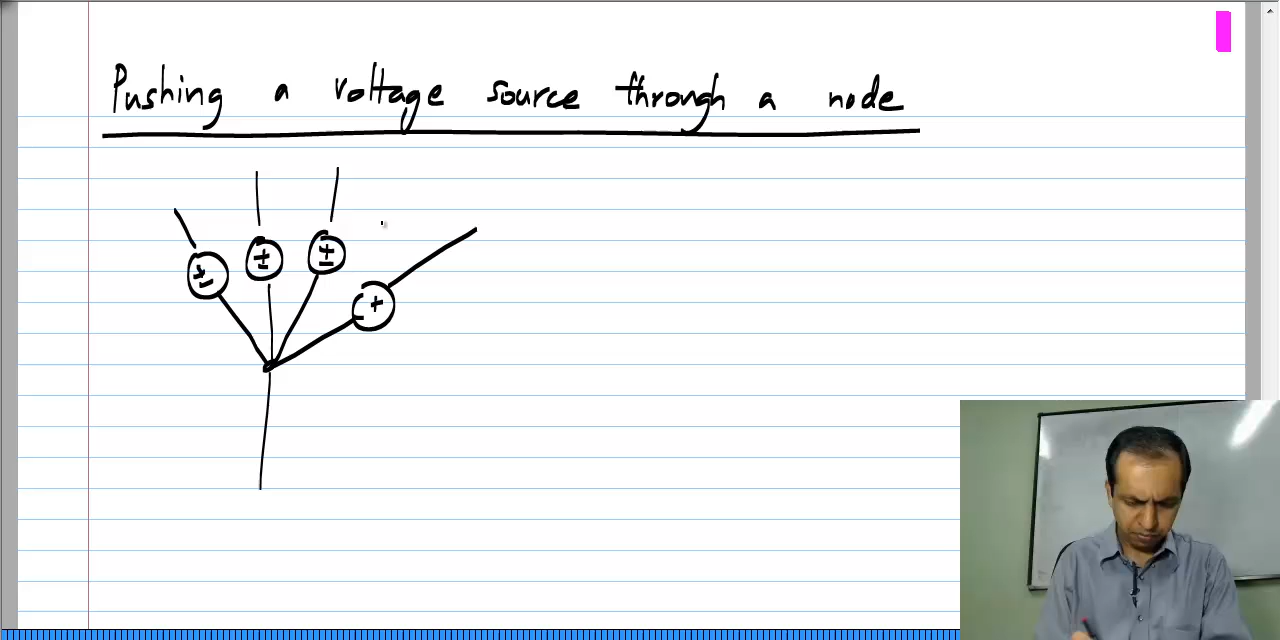 Pushing a voltage source through a node
± ± ± +